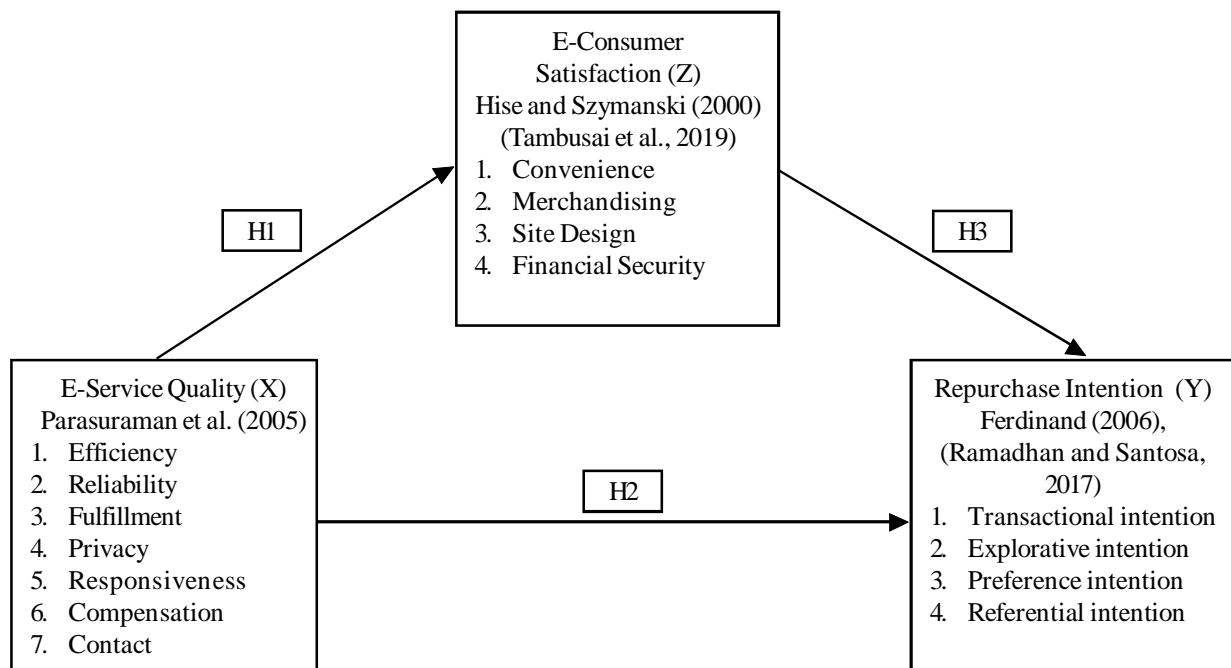 E-Consumer
Satisfaction (Z)
Hise and Szymanski (2000)
(Tambusai et al., 2019)
1. Convenience
2. Merchandising
3. Site Design
4. Financial Security
H1
H3
E-Service Quality (X)
Parasuraman et al. (2005)
1. Efficiency
2. Reliability
3. Fulfillment
4. Privacy
5. Responsiveness
6. Compensation
7. Contact
H2
Repurchase Intention (Y)
Ferdinand (2006),
(Ramadhan and Santosa,
2017)
1. Transactional intention
2. Explorative intention
3. Preference intention
4. Referential intention